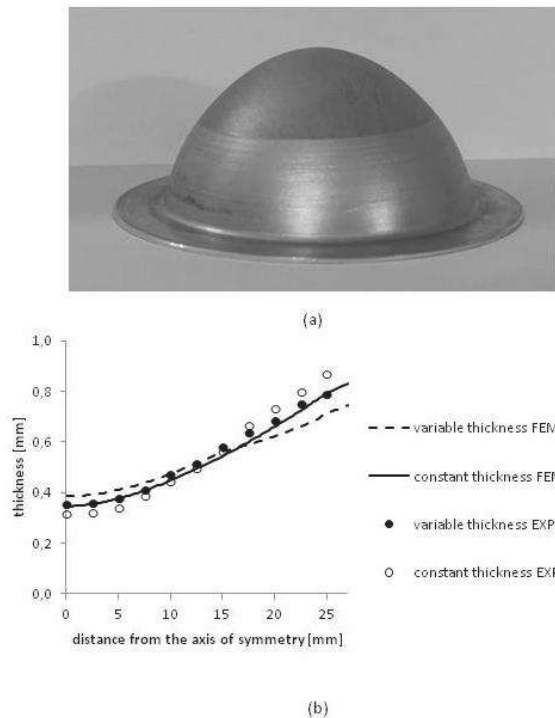 (a)
1,0
0,8
0,6
0,4
0,2
0,0
thickness [mm]
0 5 10 15 20 25
distance from the axis of symmetry [mm]
variable thickness FEM
constant thickness FEM
variable thickness EXP
constant thickness EXP
(b)